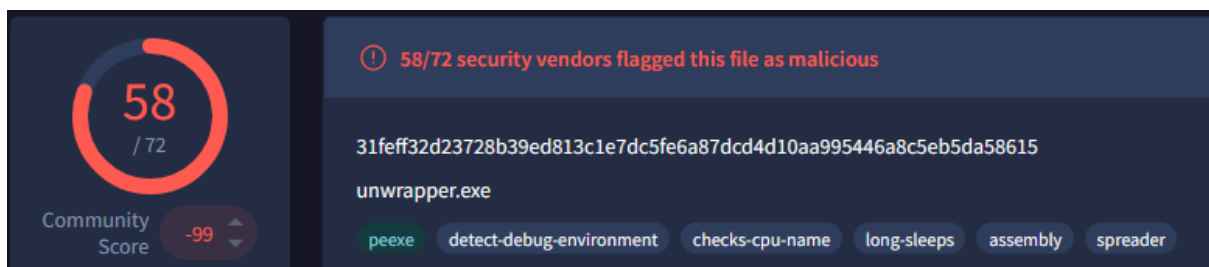 58
/ 72
Community
Score
-99
58/72 security vendors flagged this file as malicious
31feff32d23728b39ed813c1e7dc5fe6a87dcd4d10aa995446a8c5eb5da58615
unwrapper.exe
peexe detect-debug-environment checks-cpu-name long-sleeps assembly spreader